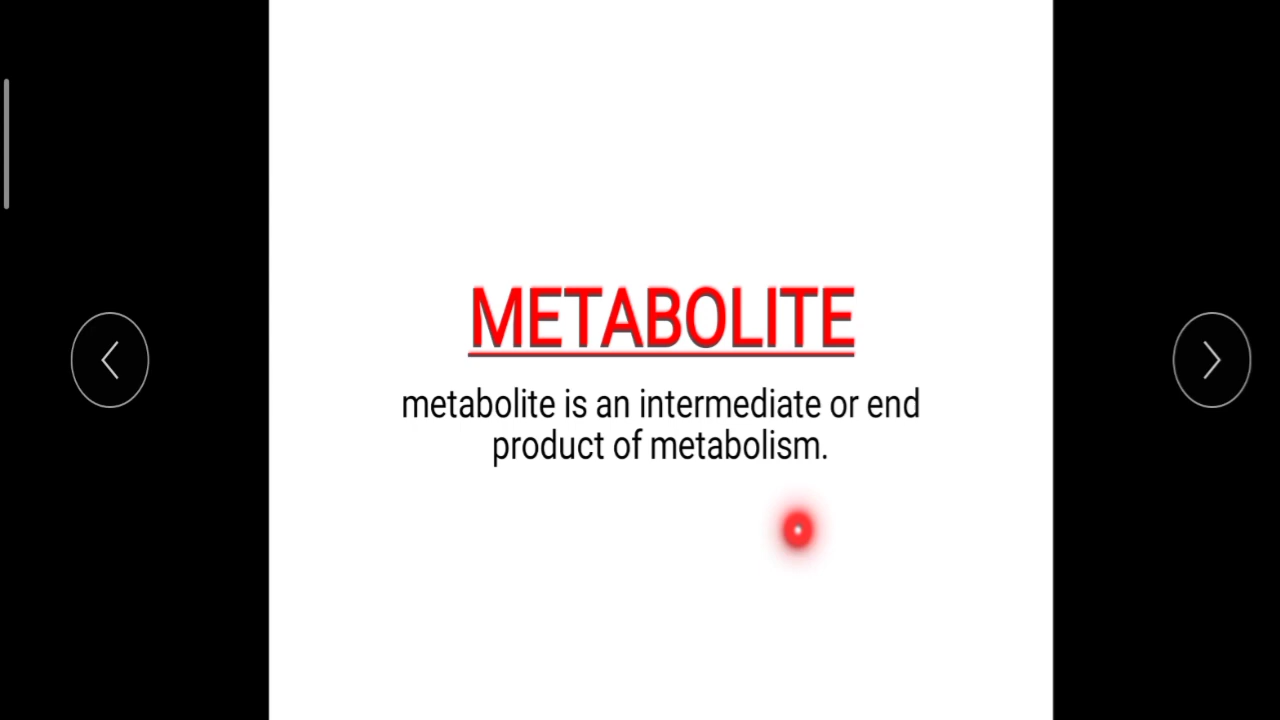 METABOLITE
metabolite is an intermediate or end
product of metabolism.